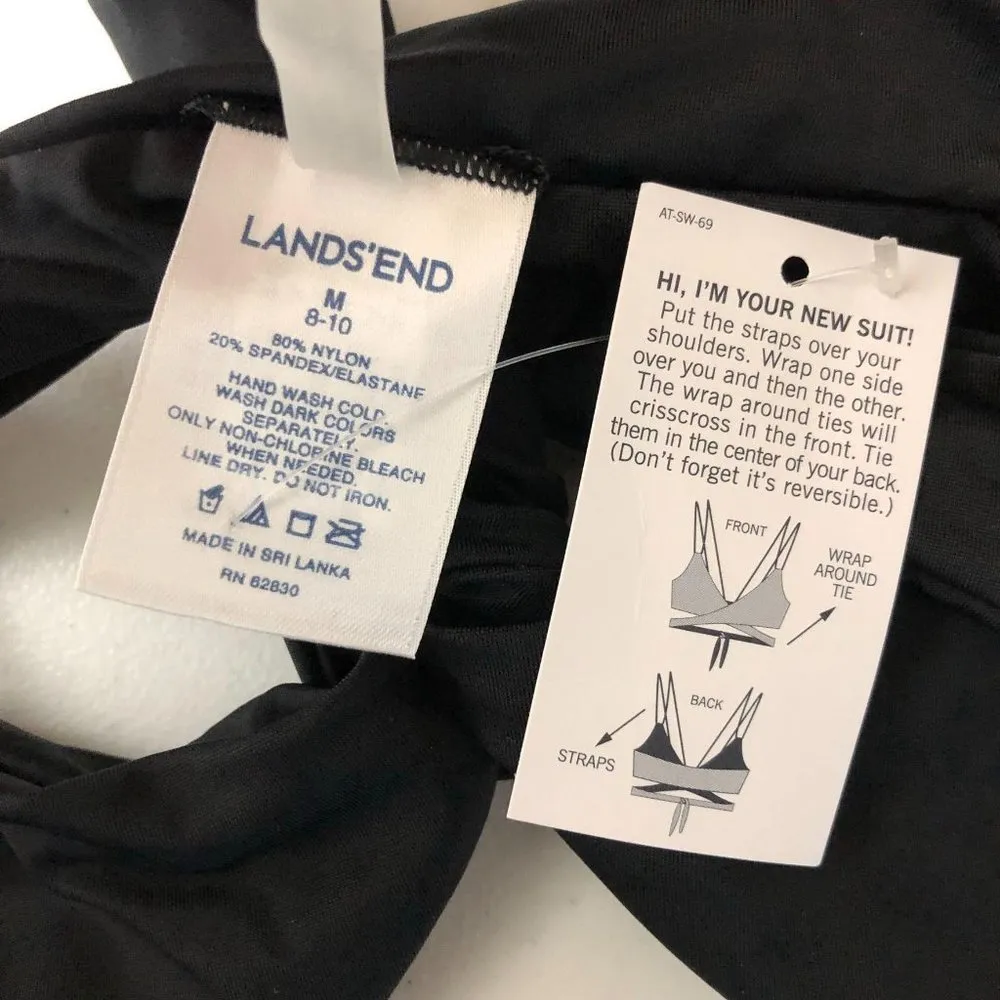 LANDS'END
M
8-10
80% NYLON
20% SPANDEX/ELASTANE
HAND WASH COLD.
WASH DARK COLORS
SEPARATELY.
ONLY NON-CHLORINE BLEACH
WHEN NEEDED.
LINE DRY. DO NOT IRON.
MADE IN SRI LANKA
RN 62830
AT-SW-69
HI, I'M YOUR NEW SUIT!
Put the straps over your
shoulders. Wrap one side
over you and then the other.
The wrap around ties will
crisscross in the front. Tie
them in the center of your back.
(Don't forget it's reversible.)
FRONT
WRAP
AROUND
TIE
BACK
STRAPS